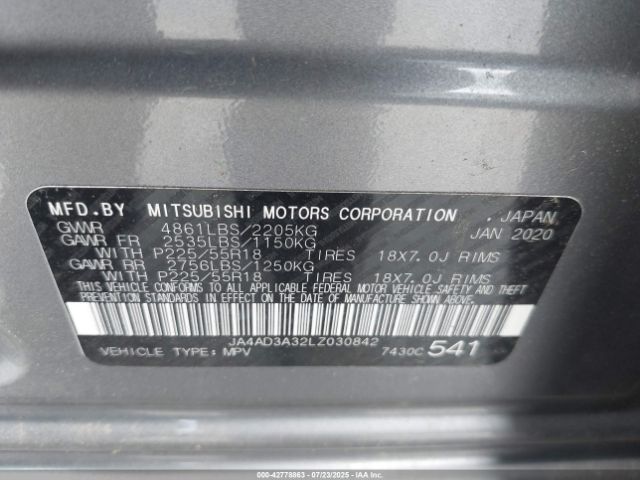 MFD.BY MITSUBISHI MOTORS CORPORATION . JAPAN
GVWR 4861LBS/2205KG JAN 2020
GAWR FR 2535LBS/1150KG
WITH P225/55R18 TIRES 18X7.0J RIMS
GAWR RR 2756LBS/1250KG
WITH P225/55R18 TIRES 18X7.0J RIMS
THIS VEHICLE CONFORMS TO ALL APPLICABLE FEDERAL MOTOR VEHICLE SAFETY AND THEFT
PREVENTION STANDARDS IN EFFECT ON THE DATE OF MANUFACTURE SHOWN ABOVE.
JA4AD3A32LZ030842
VEHICLE TYPE: MPV 7430C 541
000-42778863 | 07/23/2025 | IAAI.COM